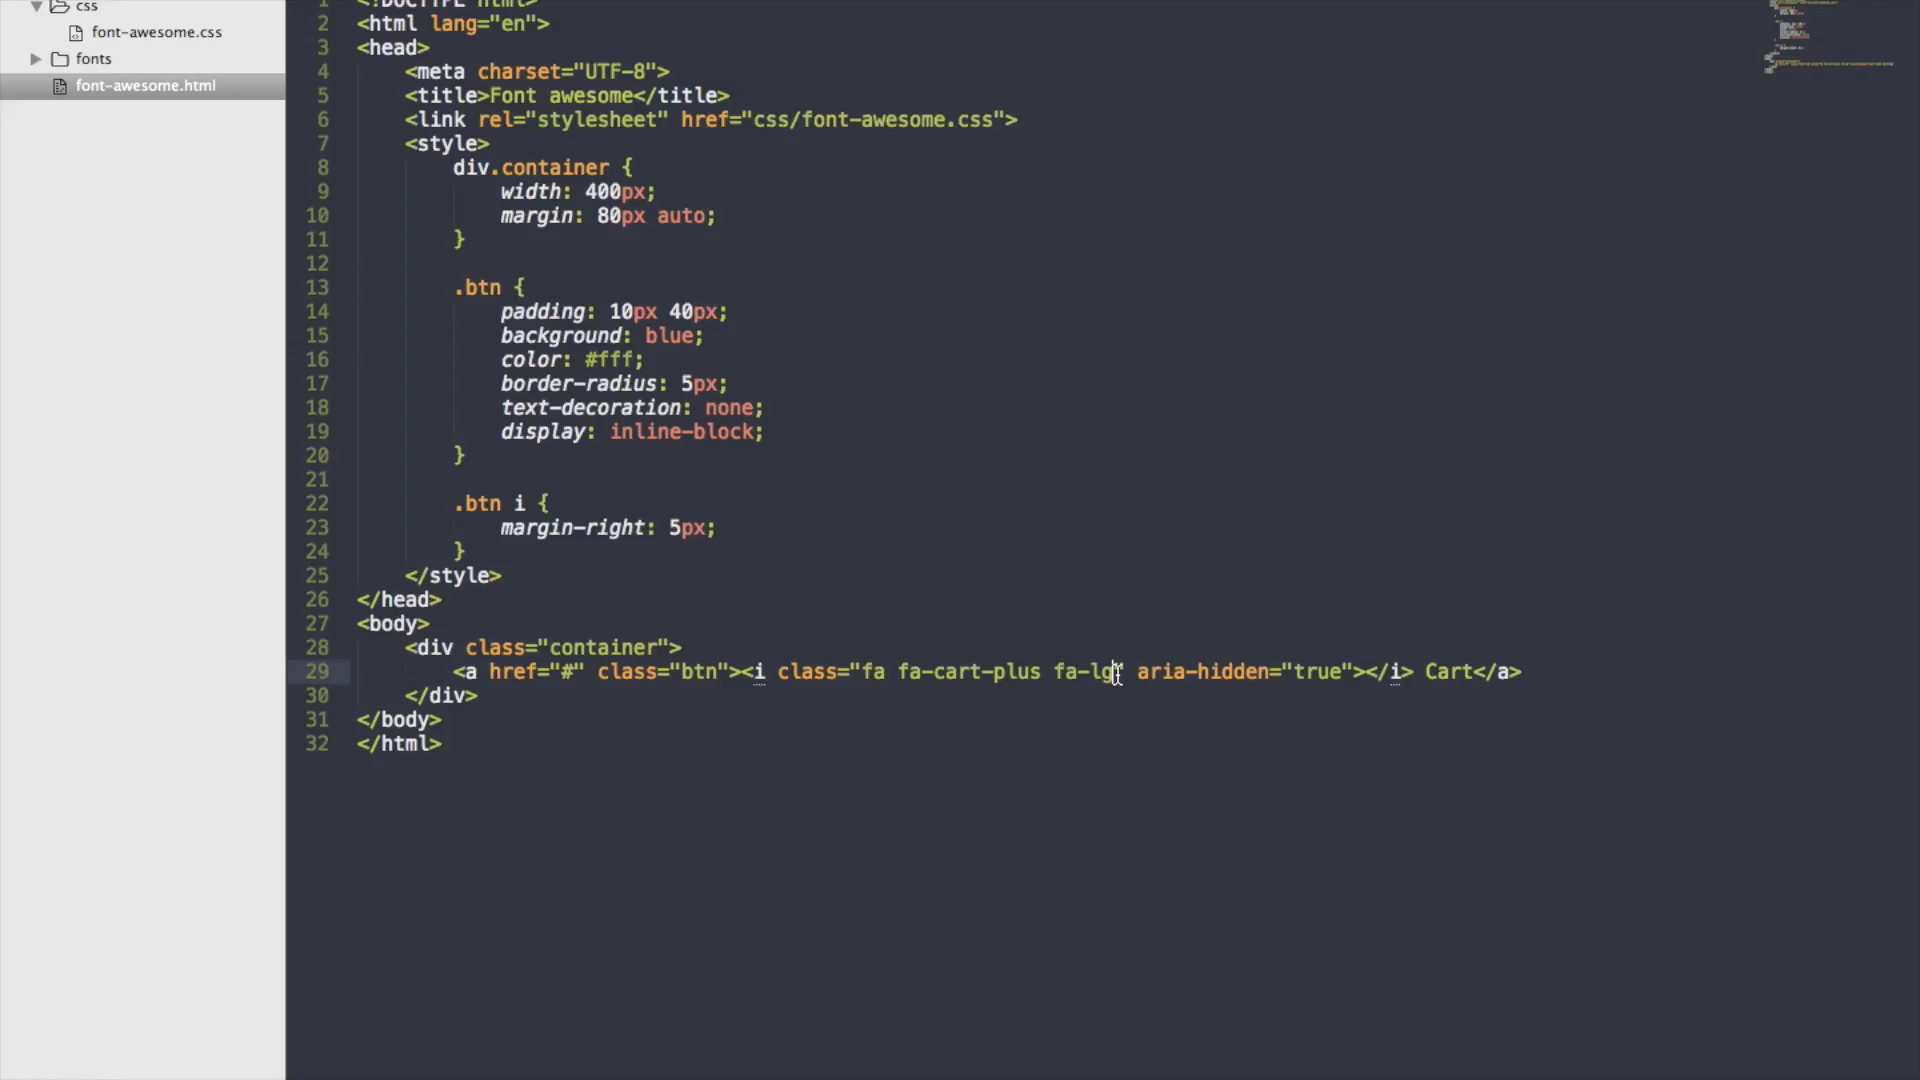 css
font-awesome.css
fonts
font-awesome.html
1 <!DOCTYPE html>
2 <html lang="en">
3 <head>
4 <meta charset="UTF-8">
5 <title>Font awesome</title>
6 <link rel="stylesheet" href="css/font-awesome.css">
7 <style>
8 div.container {
9 width: 400px;
10 margin: 80px auto;
11 }
12
13 .btn {
14 padding: 10px 40px;
15 background: blue;
16 color: #fff;
17 border-radius: 5px;
18 text-decoration: none;
19 display: inline-block;
20 }
21
22 .btn i {
23 margin-right: 5px;
24 }
25 </style>
26 </head>
27 <body>
28 <div class="container">
29 <a href="#" class="btn"><i class="fa fa-cart-plus fa-lg" aria-hidden="true"></i> Cart</a>
30 </div>
31 </body>
32 </html>